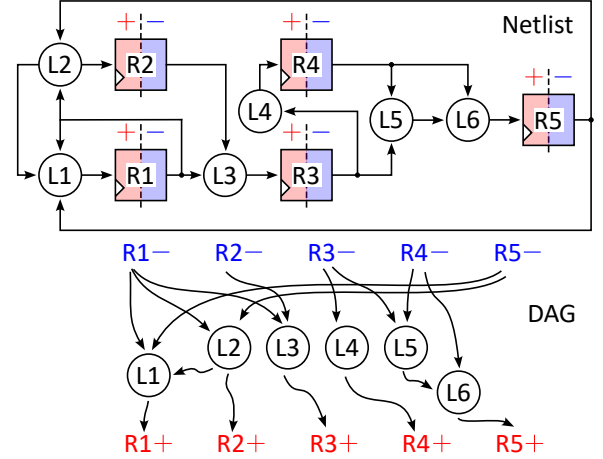 Netlist
+ − + −
L2 R2 R4
+ −
L4 L5 L6 R5
+ − + −
L1 R1 L3 R3
R1− R2− R3− R4− R5−
DAG
L2 L3 L4 L5
L1 L6
R1+ R2+ R3+ R4+ R5+